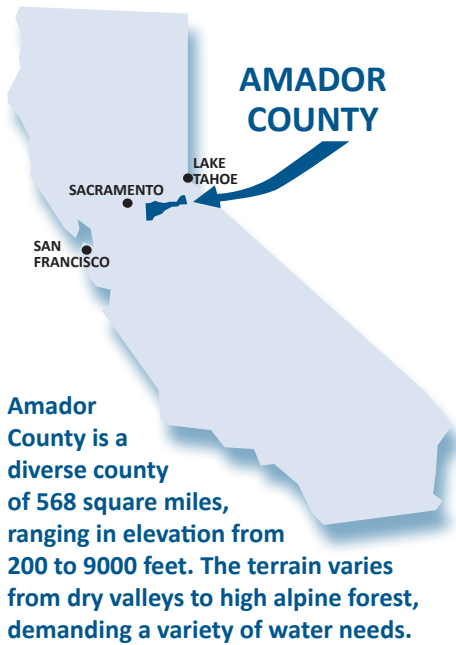 AMADOR
COUNTY
LAKE
TAHOE
SACRAMENTO
SAN
FRANCISCO
Amador
County is a
diverse county
of 568 square miles,
ranging in elevation from
200 to 9000 feet. The terrain varies
from dry valleys to high alpine forest,
demanding a variety of water needs.